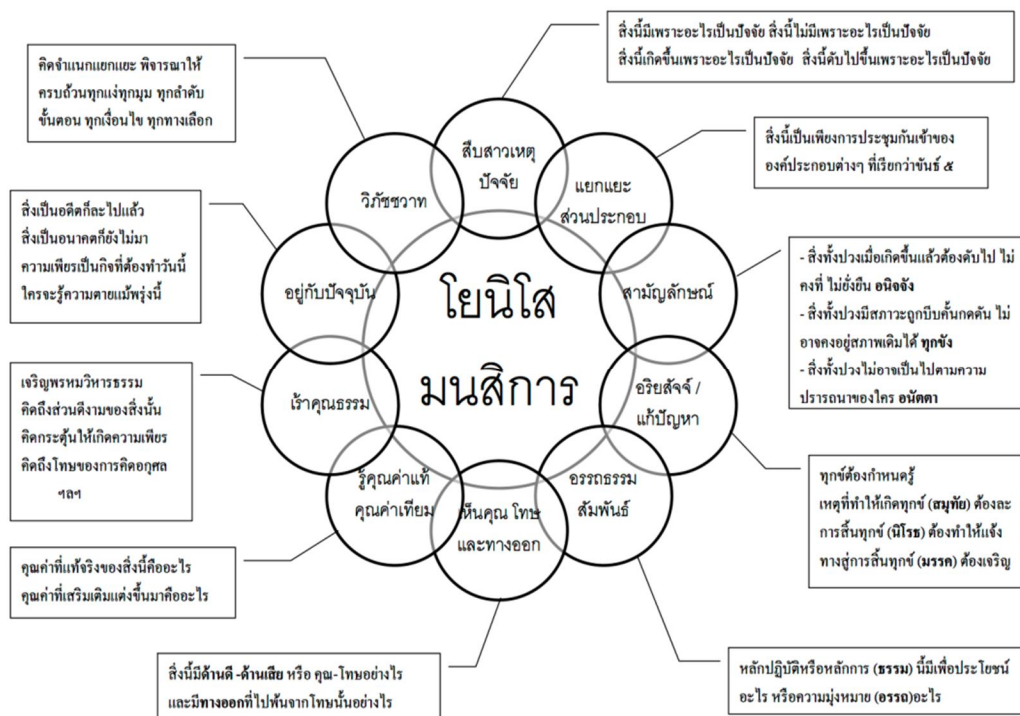 สิ่งนี้มีเพราะอะไรเป็นปัจจัย สิ่งนี้ไม่มีเพราะอะไรเป็นปัจจัย
สิ่งนี้เกิดขึ้นเพราะอะไรเป็นปัจจัย สิ่งนี้ดับไปขึ้นเพราะอะไรเป็นปัจจัย
คิดจำแนกแยกแยะ พิจารณาให้
ครบถ้วนทุกแง่ทุกมุม ทุกลำดับ
ขั้นตอน ทุกเงื่อนไข ทุกทางเลือก
สิ่งนี้เป็นเพียงการประชุมกันเข้าของ
องค์ประกอบต่างๆ ที่เรียกว่าขันธ์ ๕
สืบสาวเหตุ
ปัจจัย
วิภัชชวาท
แยกแยะ
ส่วนประกอบ
สิ่งเป็นอดีตก็ละไปแล้ว
สิ่งเป็นอนาคตก็ยังไม่มา
ความเพียรเป็นกิจที่ต้องทำวันนี้
ใครจะรู้ความตายแม้พรุ่งนี้
อยู่กับปัจจุบัน
โยนิโส
มนสิการ
สามัญลักษณ์
- สิ่งทั้งปวงเมื่อเกิดขึ้นแล้วต้องดับไป ไม่
คงที่ ไม่ยั่งยืน อนิจจัง
- สิ่งทั้งปวงมีสภาวะถูกบีบคั้นกดดัน ไม่
อาจคงอยู่สภาพเดิมได้ ทุกขัง
- สิ่งทั้งปวงไม่อาจเป็นไปตามความ
ปรารถนาของใคร อนัตตา
เจริญพรหมวิหารธรรม
คิดถึงส่วนดีงามของสิ่งนั้น
คิดกระตุ้นให้เกิดความเพียร
คิดถึงโทษของการคิดอกุศล
ฯลฯ
เร้าคุณธรรม
อริยสัจจ์ /
แก้ปัญหา
รู้คุณค่าแท้
คุณค่าเทียม
เห็นคุณ โทษ
และทางออก
อรรถธรรม
สัมพันธ์
ทุกข์ต้องกำหนดรู้
เหตุที่ทำให้เกิดทุกข์ (สมุทัย) ต้องละ
การสิ้นทุกข์ (นิโรธ) ต้องทำให้แจ้ง
ทางสู่การสิ้นทุกข์ (มรรค) ต้องเจริญ
คุณค่าที่แท้จริงของสิ่งนี้คืออะไร
คุณค่าที่เสริมเติมแต่งขึ้นมาคืออะไร
สิ่งนี้มีด้านดี -ด้านเสีย หรือ คุณ-โทษอย่างไร
และมีทางออกที่ไปพ้นจากโทษนั้นอย่างไร
หลักปฏิบัติหรือหลักการ (ธรรม) นี้มีเพื่อประโยชน์
อะไร หรือความมุ่งหมาย (อรรถ)อะไร